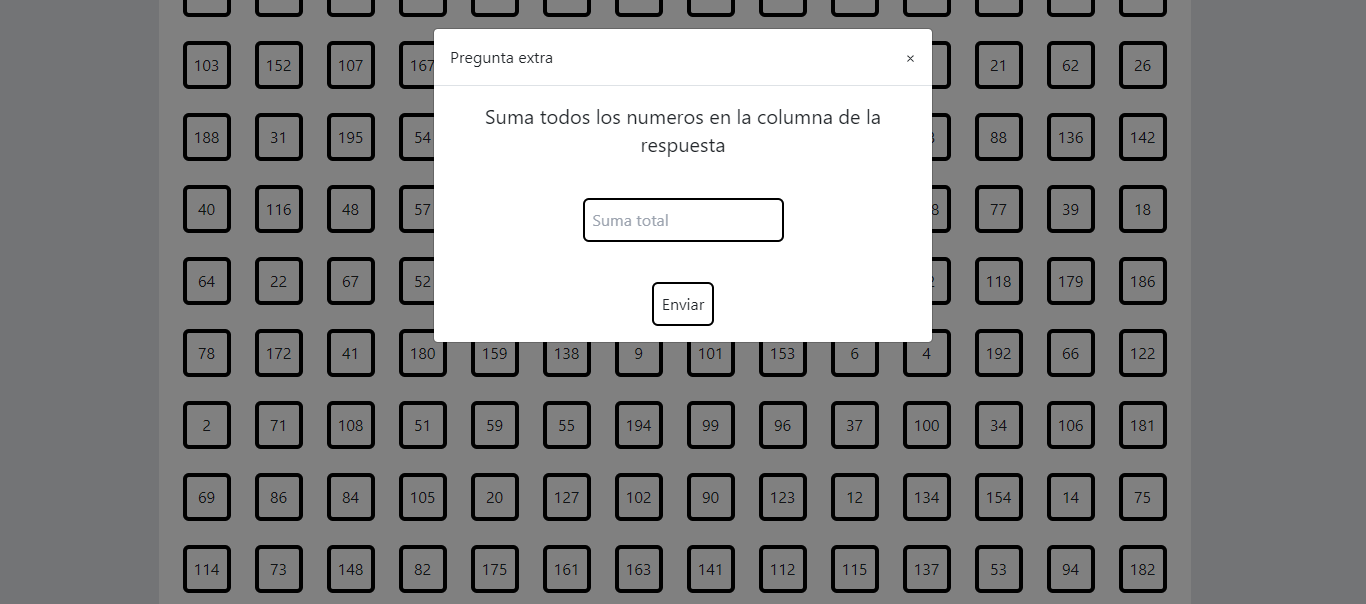 Pregunta extra ×
Suma todos los numeros en la columna de la
respuesta
Suma total
Enviar
103 152 107 167 21 62 26
188 31 195 54 88 136 142
40 116 48 57 77 39 18
64 22 67 52 118 179 186
78 172 41 180 159 138 9 101 153 6 4 192 66 122
2 71 108 51 59 55 194 99 96 37 100 34 106 181
69 86 84 105 20 127 102 90 123 12 134 154 14 75
114 73 148 82 175 161 163 141 112 115 137 53 94 182